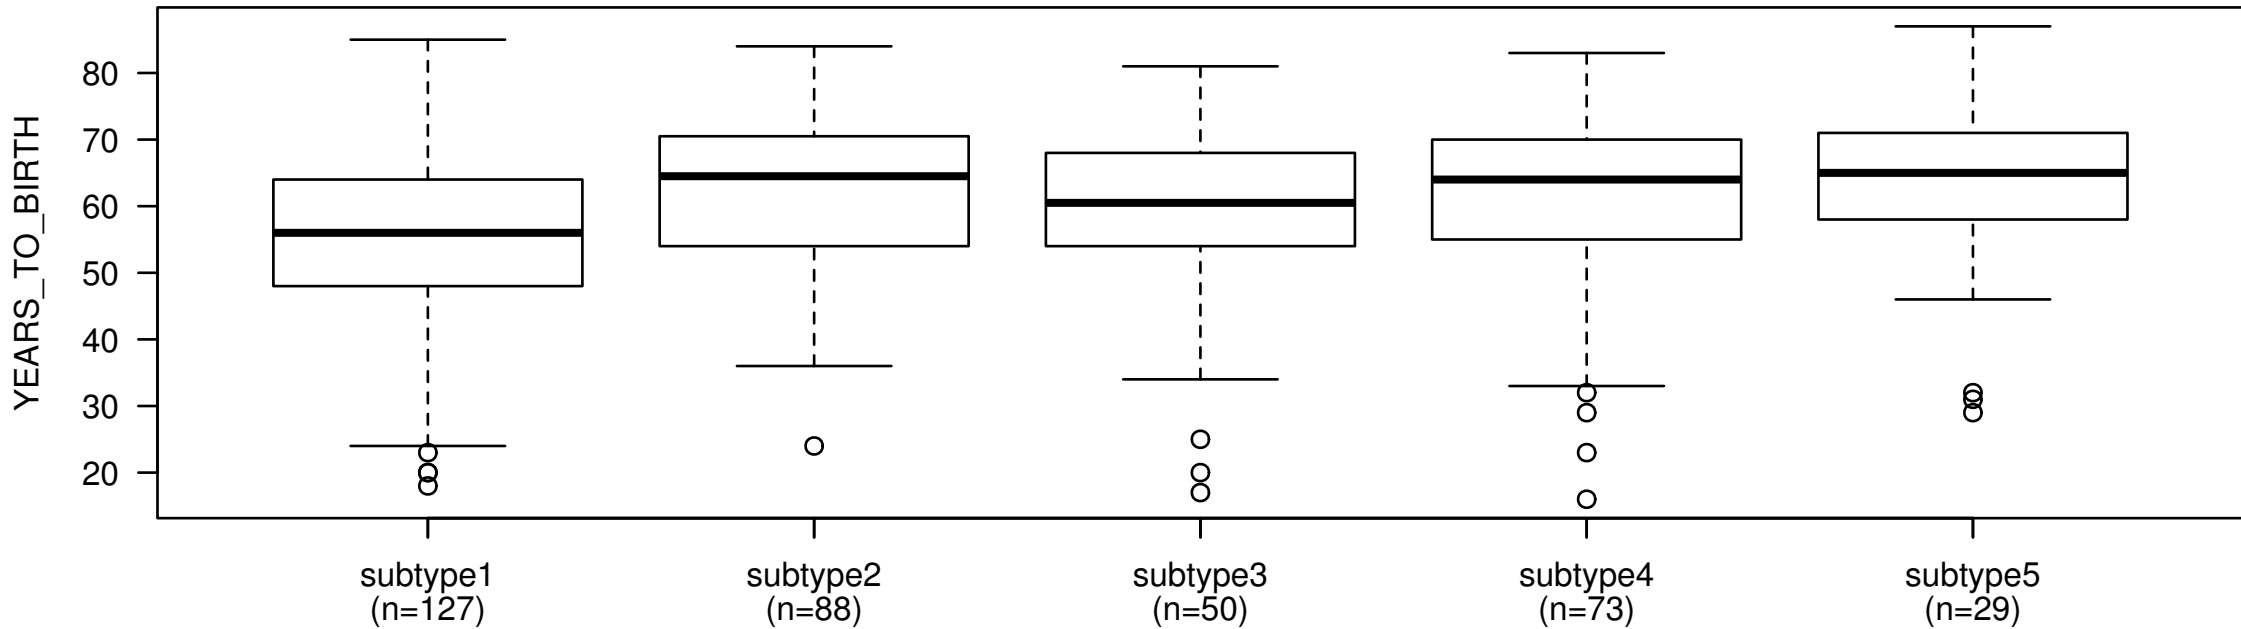 YEARS_TO_BIRTH
80
70
60
50
40
30
20
subtype1 subtype2 subtype3 subtype4 subtype5
(n=127) (n=88) (n=50) (n=73) (n=29)